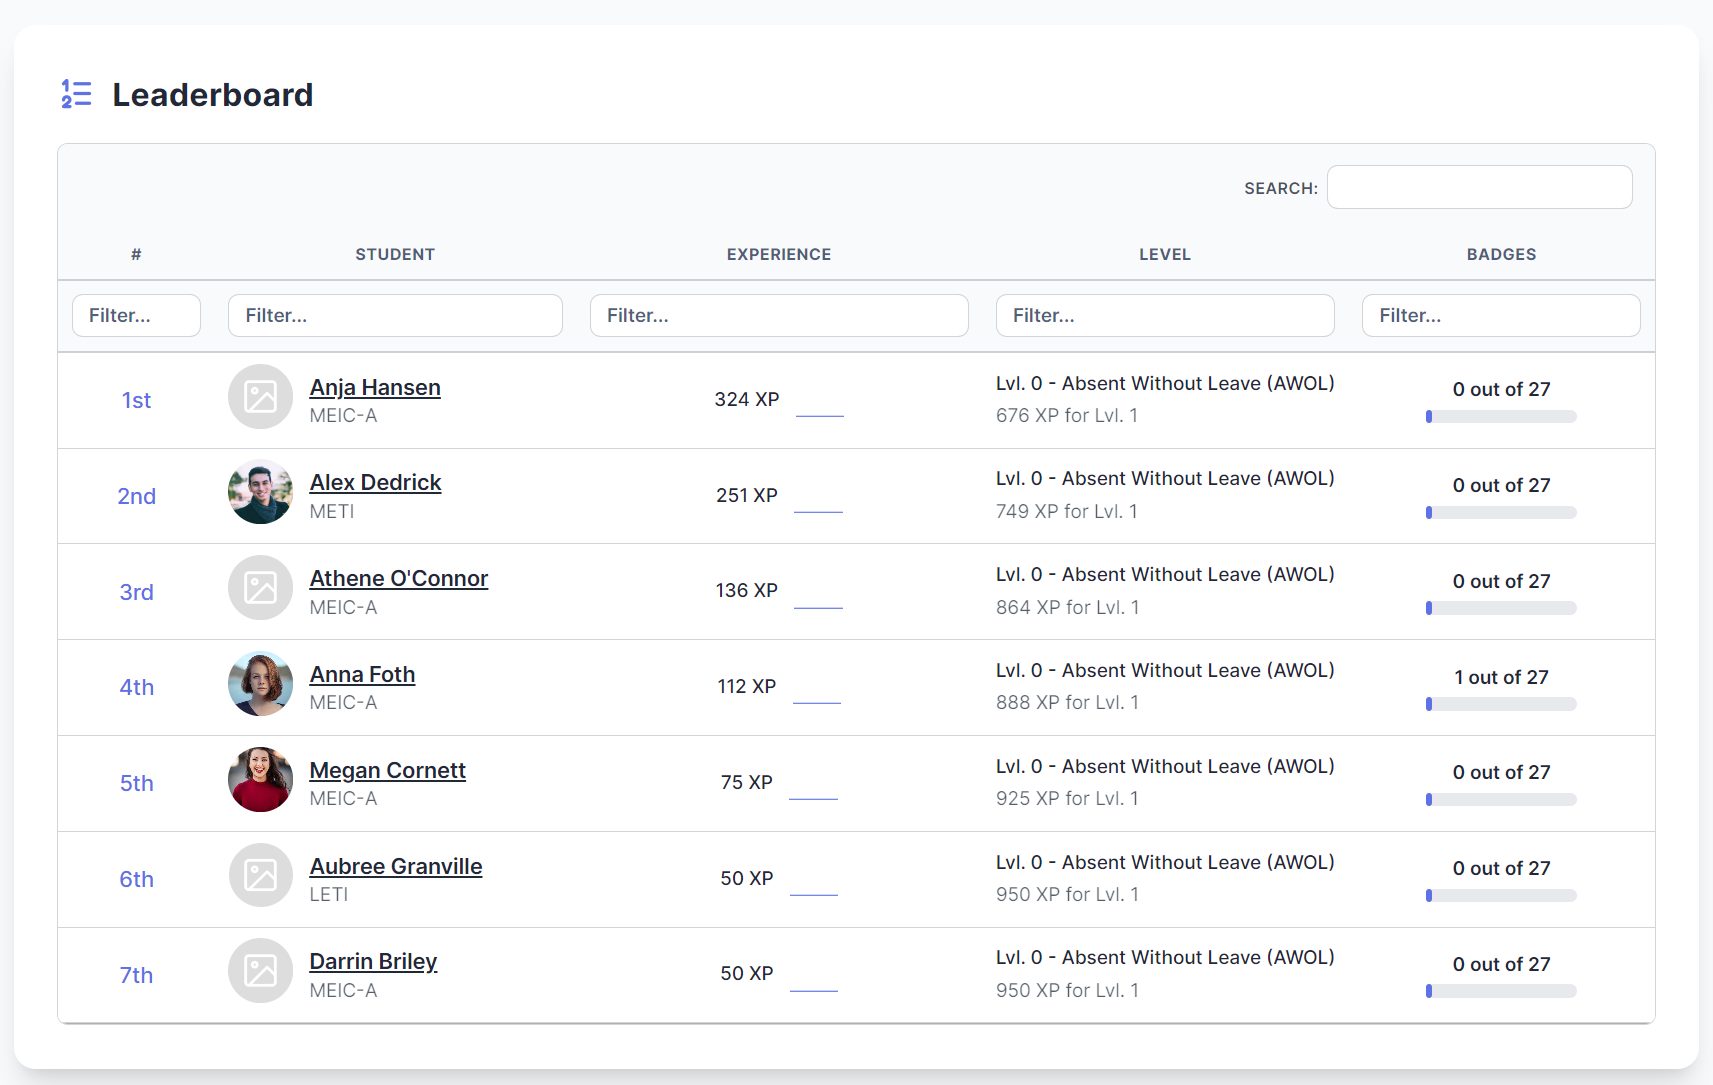 Leaderboard
SEARCH:
# STUDENT EXPERIENCE LEVEL BADGES
Filter... Filter... Filter... Filter... Filter...
1st Anja Hansen MEIC-A 324 XP Lvl. 0 - Absent Without Leave (AWOL) 676 XP for Lvl. 1 0 out of 27
2nd Alex Dedrick METI 251 XP Lvl. 0 - Absent Without Leave (AWOL) 749 XP for Lvl. 1 0 out of 27
3rd Athene O'Connor MEIC-A 136 XP Lvl. 0 - Absent Without Leave (AWOL) 864 XP for Lvl. 1 0 out of 27
4th Anna Foth MEIC-A 112 XP Lvl. 0 - Absent Without Leave (AWOL) 888 XP for Lvl. 1 1 out of 27
5th Megan Cornett MEIC-A 75 XP Lvl. 0 - Absent Without Leave (AWOL) 925 XP for Lvl. 1 0 out of 27
6th Aubree Granville LETI 50 XP Lvl. 0 - Absent Without Leave (AWOL) 950 XP for Lvl. 1 0 out of 27
7th Darrin Briley MEIC-A 50 XP Lvl. 0 - Absent Without Leave (AWOL) 950 XP for Lvl. 1 0 out of 27